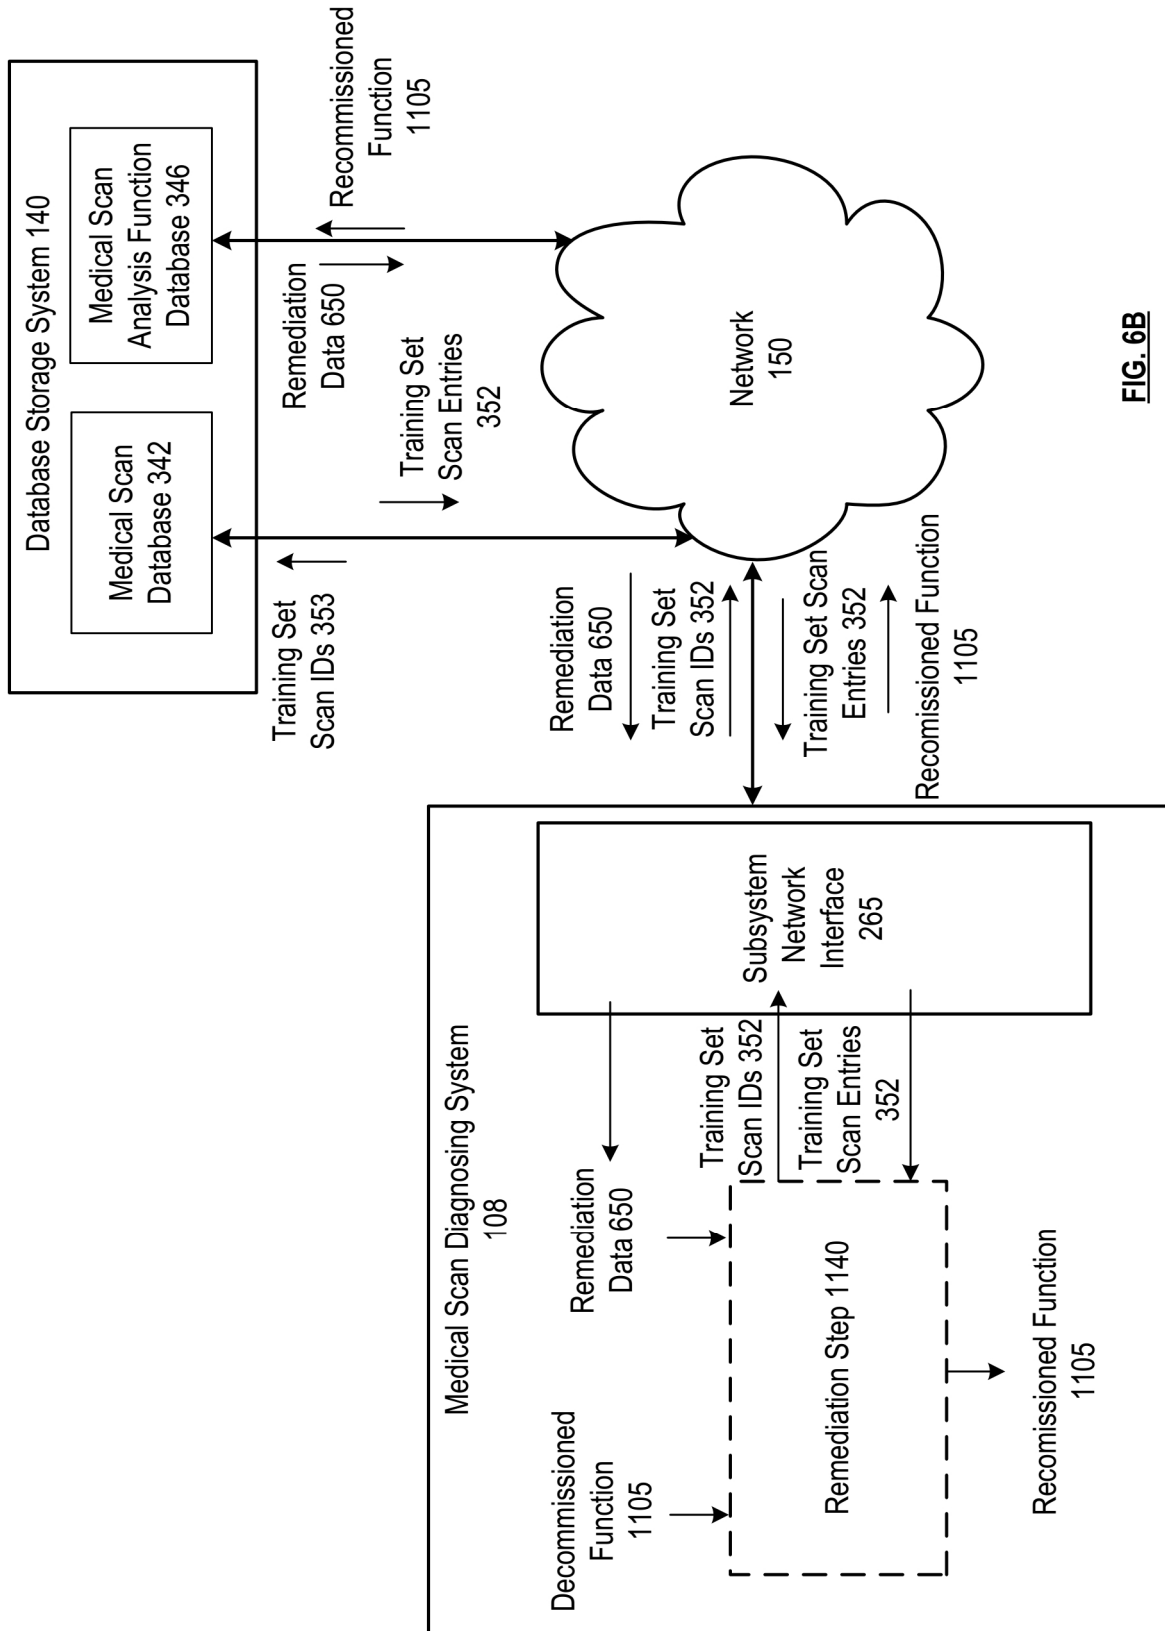 Database Storage System 140
Medical Scan
Database 342
Medical Scan
Analysis Function
Database 346
Training Set
Scan IDs 353
Training Set
Scan Entries
352
Remediation
Data 650
Recommissioned
Function
1105
Network
150
Remediation
Data 650
Training Set
Scan IDs 352
Training Set Scan
Entries 352
Recomissioned Function
1105
Medical Scan Diagnosing System
108
Subsystem
Network
Interface
265
Remediation
Data 650
Training Set
Scan IDs 352
Training Set
Scan Entries
352
Decommissioned
Function
1105
Remediation Step 1140
Recomissioned Function
1105
FIG. 6B